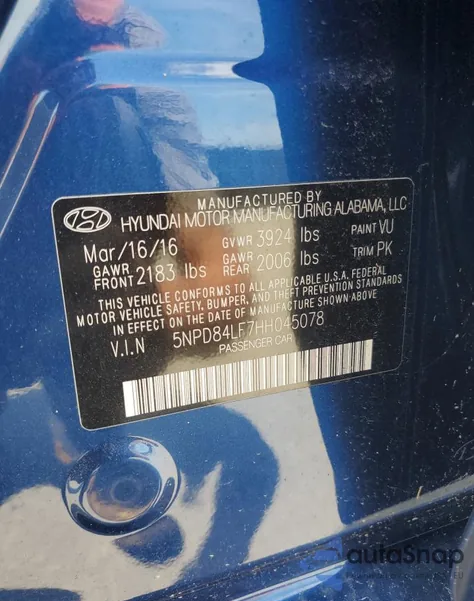 MANUFACTURED BY
HYUNDAI MOTOR MANUFACTURING ALABAMA, LLC
Mar/16/16 GVWR 3924 lbs PAINT VU
GAWR FRONT 2183 lbs GAWR REAR 2006 lbs TRIM PK
THIS VEHICLE CONFORMS TO ALL APPLICABLE U.S.A. FEDERAL
MOTOR VEHICLE SAFETY, BUMPER, AND THEFT PREVENTION STANDARDS
IN EFFECT ON THE DATE OF MANUFACTURE SHOWN ABOVE.
V.I.N 5NPD84LF7HH045078
PASSENGER CAR
autoSnap